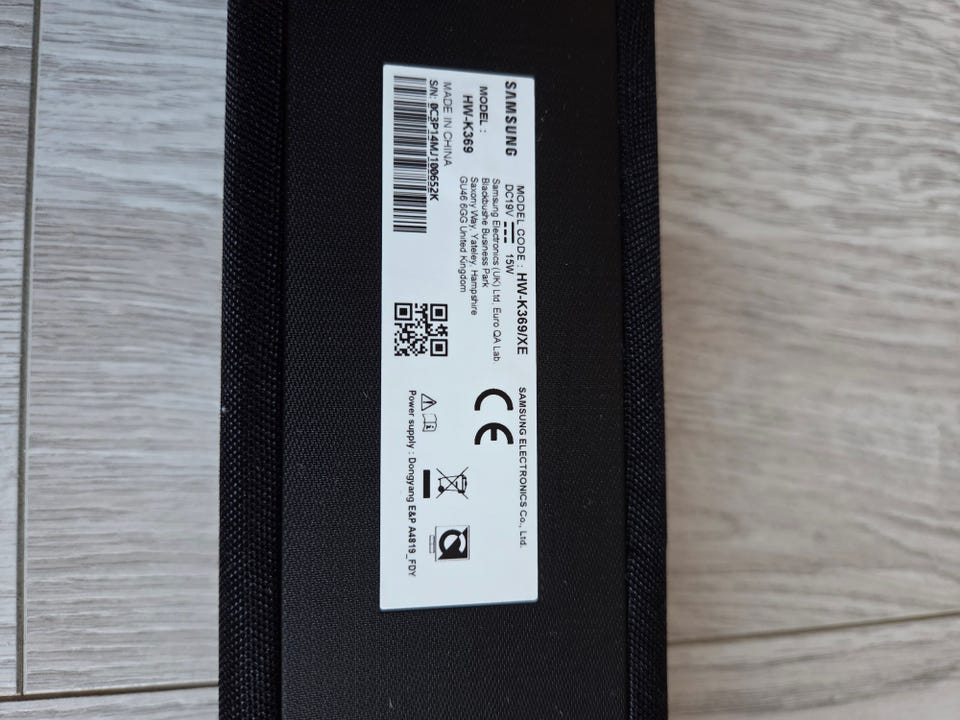 SAMSUNG
MODEL CODE : HW-K369/XE
SAMSUNG ELECTRONICS Co., Ltd.
MODEL :
HW-K369
DC19V 15W
Samsung Electronics (UK) Ltd, Euro QA Lab
Blackbushe Business Park
Saxony Way, Yateley, Hampshire
GU46 6GG United Kingdom
CE
MADE IN CHINA
S/N: 0C3P14MJ100652K
Power supply : Dongyang E&P A4819_FDY